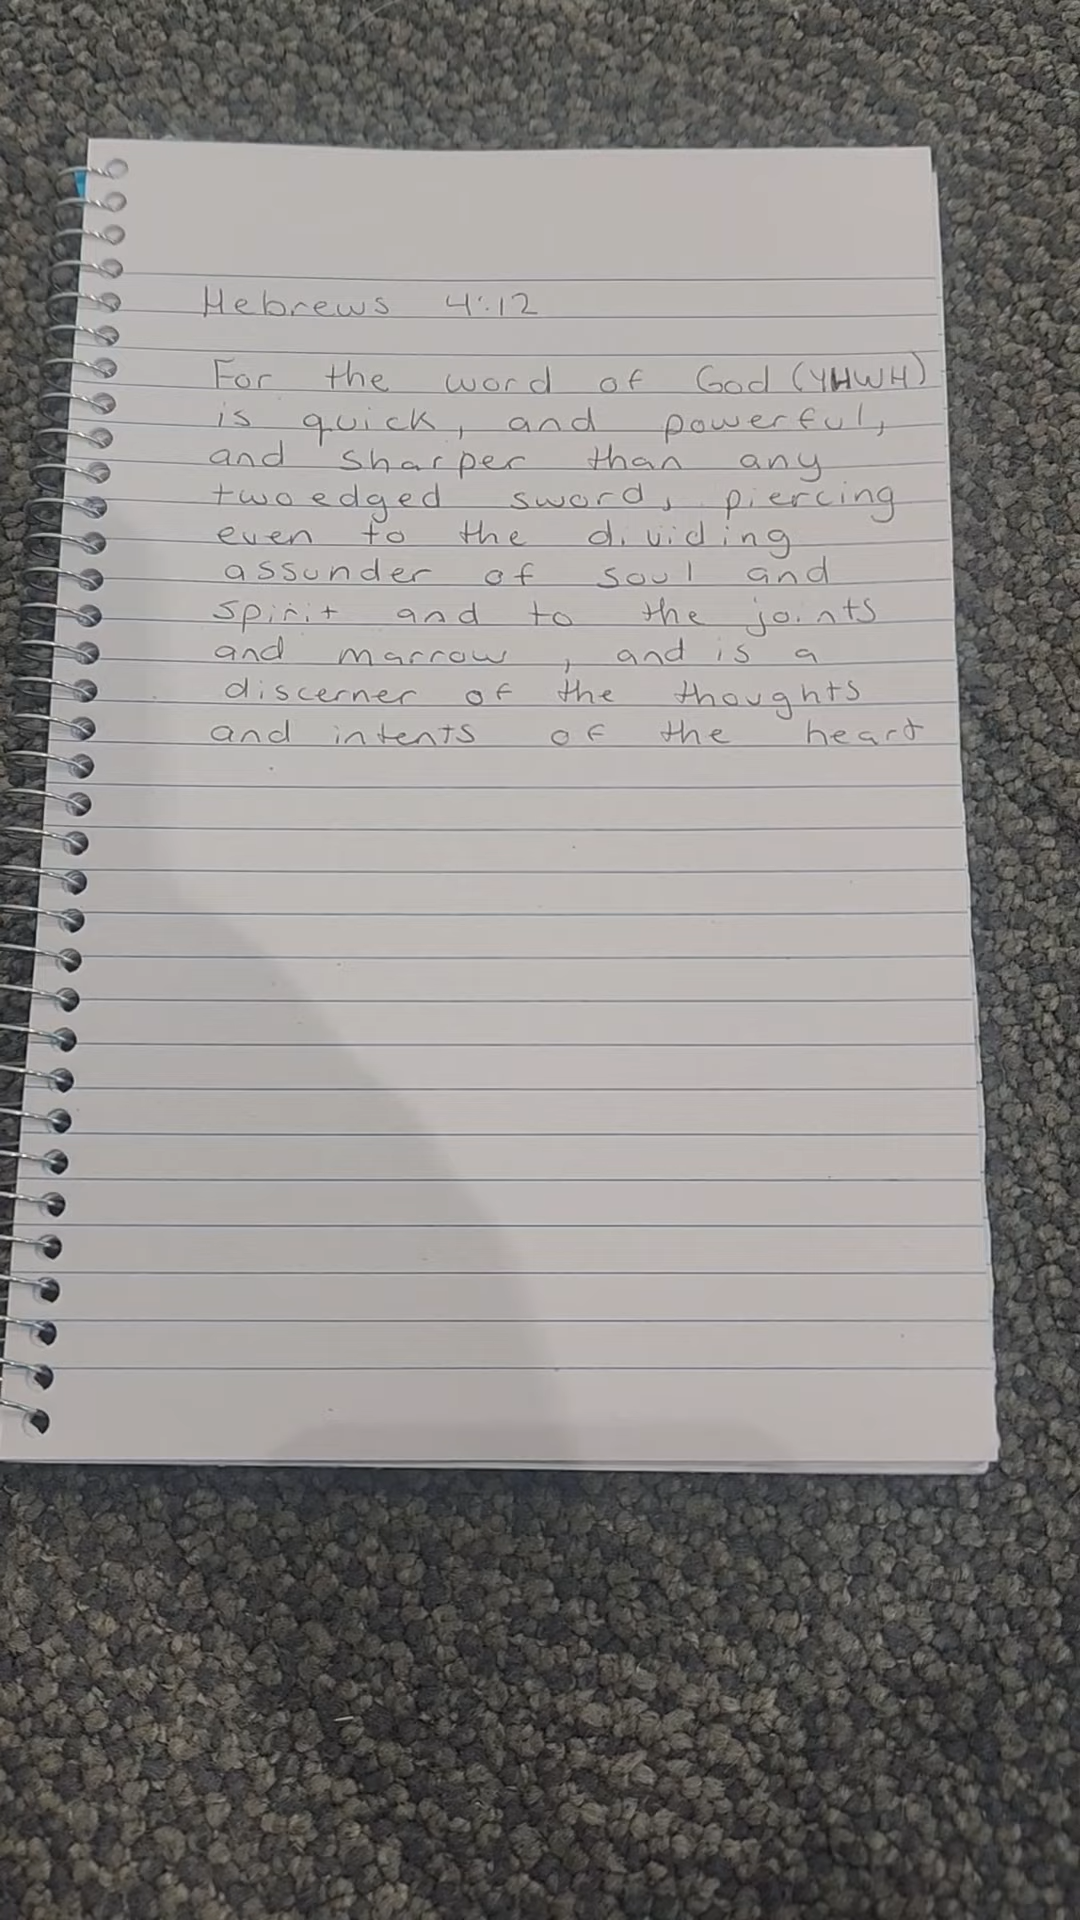 Hebrews 4:12
For the word of God (YHWH)
is quick, and powerful,
and sharper than any
twoedged sword, piercing
even to the dividing
assunder of soul and
spirit and to the joints
and marrow, and is a
discerner of the thoughts
and intents of the heart